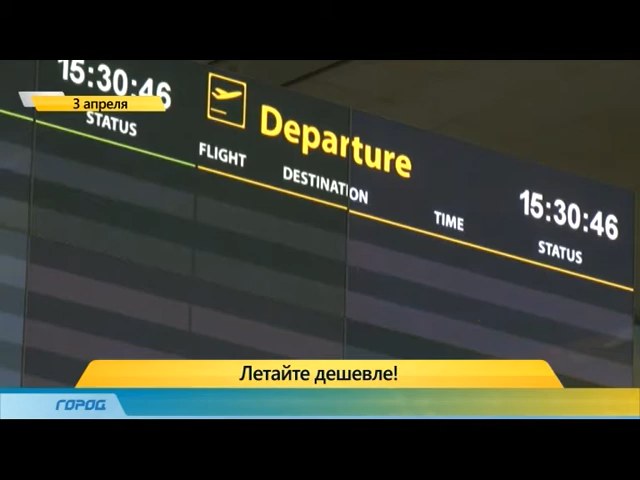 15:30:46
3 апреля
STATUS
Departure
FLIGHT
DESTINATION
TIME
15:30:46
STATUS
Летайте дешевле!
ГОРОД